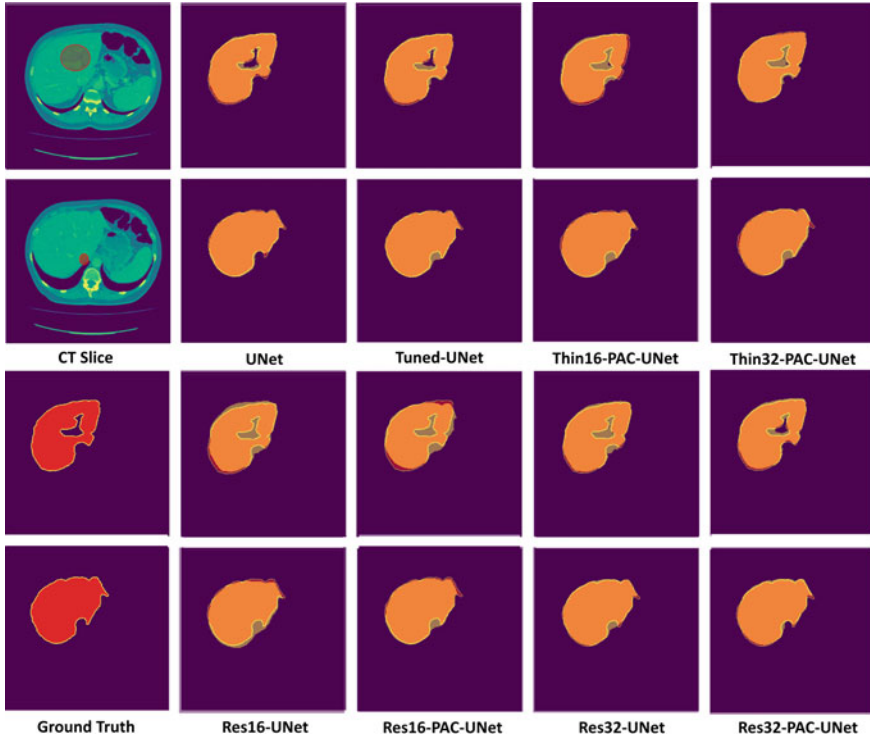 CT Slice UNet Tuned-UNet Thin16-PAC-UNet Thin32-PAC-UNet
Ground Truth Res16-UNet Res16-PAC-UNet Res32-UNet Res32-PAC-UNet